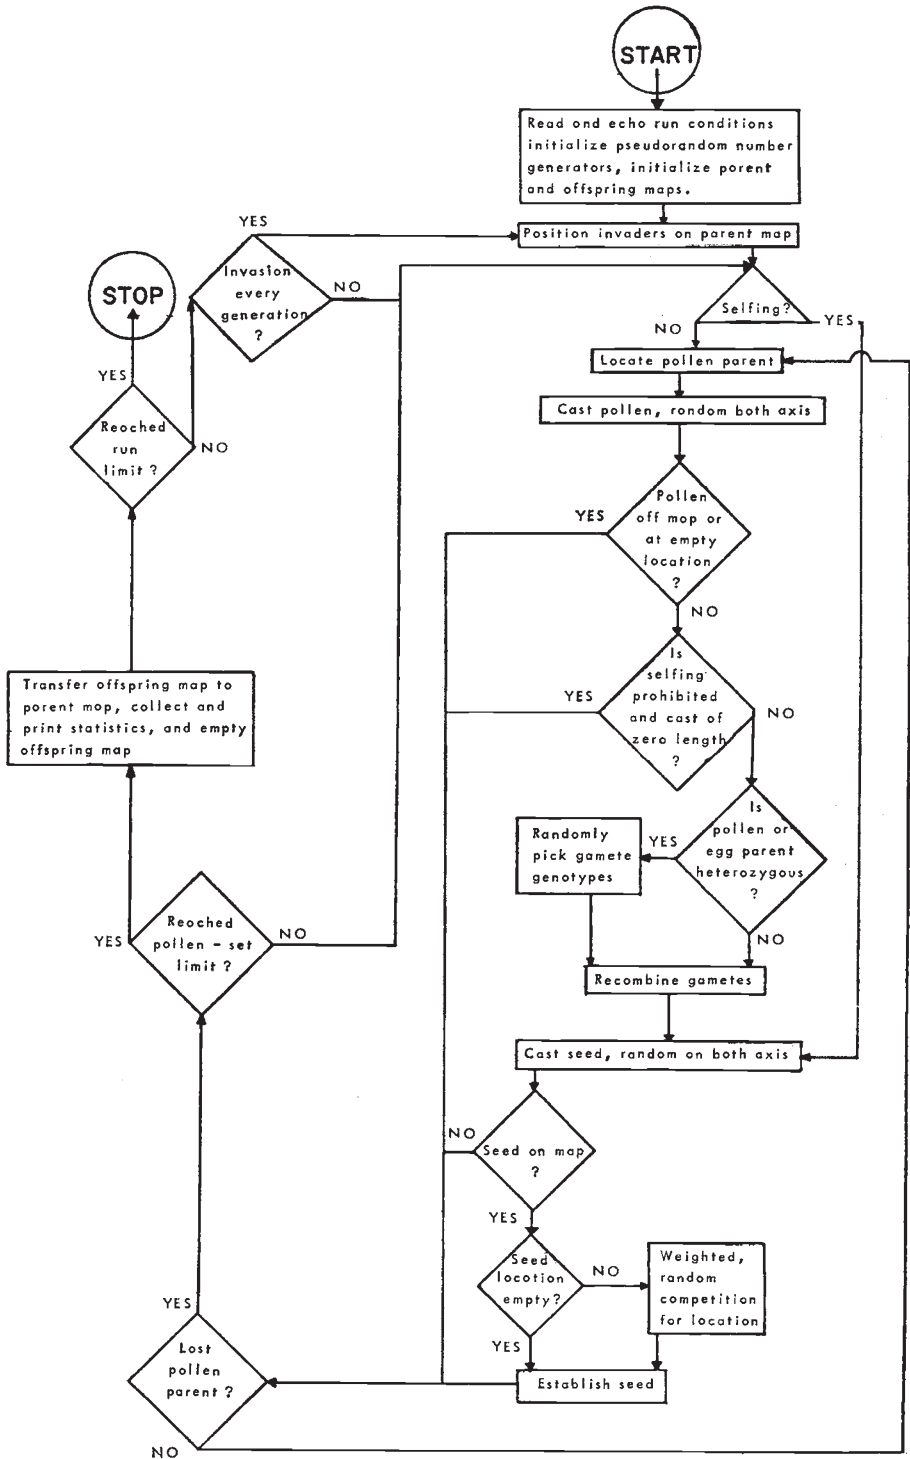 START
Read ond echo run conditions
initialize pseudorandom number
generators, initialize porent
and offspring maps.
YES
Position invaders on parent map
Invasion
every
generation
?
NO
STOP
Selfing?
YES
NO
Locate pollen parent
YES
Cast pollen, random both axis
Reoched
run
limit ?
NO
Pollen
off mop or
at empty
location
?
YES
NO
Is
selfing
prohibited
and cast of
zero length
?
YES
NO
Transfer offspring map to
porent mop, collect and
print statistics, and empty
offspring map
Is
pollen or
egg parent
heterozygous
?
YES
Randomly
pick gamete
genotypes
NO
Reoched
pollen - set
limit ?
YES
NO
Recombine gametes
Cast seed, random on both axis
NO
Seed on map
?
YES
Seed
locotion
empty?
NO
Weighted,
random
competition
for location
YES
YES
Lost
pollen
parent ?
Establish seed
NO